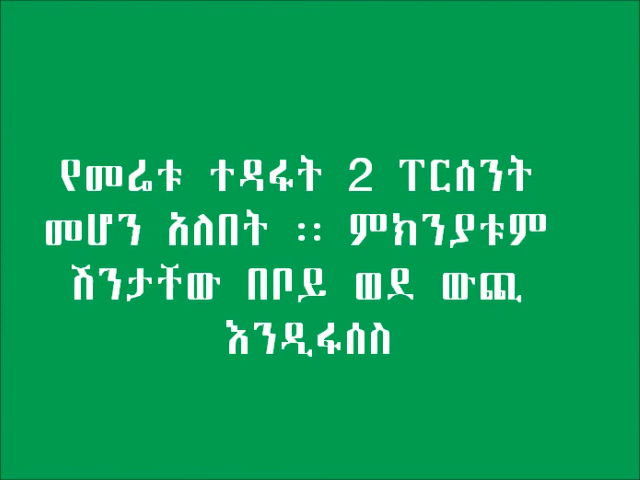 የመሬቱ ተዳፋት 2 ፐርሰንት
መሆን አለበት ፡፡ ምክንያቱም
ሽንታቸው በቦይ ወደ ውጪ
እንዲፋሰስ